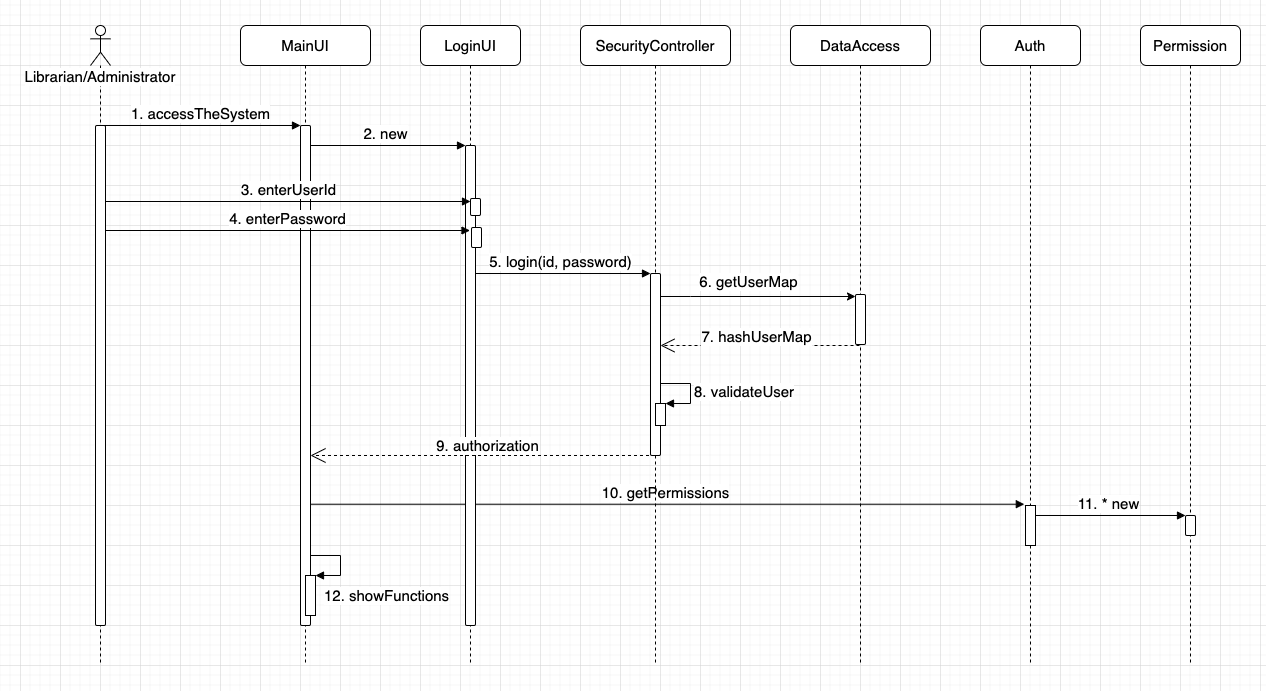 Librarian/Administrator
MainUI
LoginUI
SecurityController
DataAccess
Auth
Permission
1. accessTheSystem
2. new
3. enterUserId
4. enterPassword
5. login(id, password)
6. getUserMap
7. hashUserMap
8. validateUser
9. authorization
10. getPermissions
11. * new
12. showFunctions